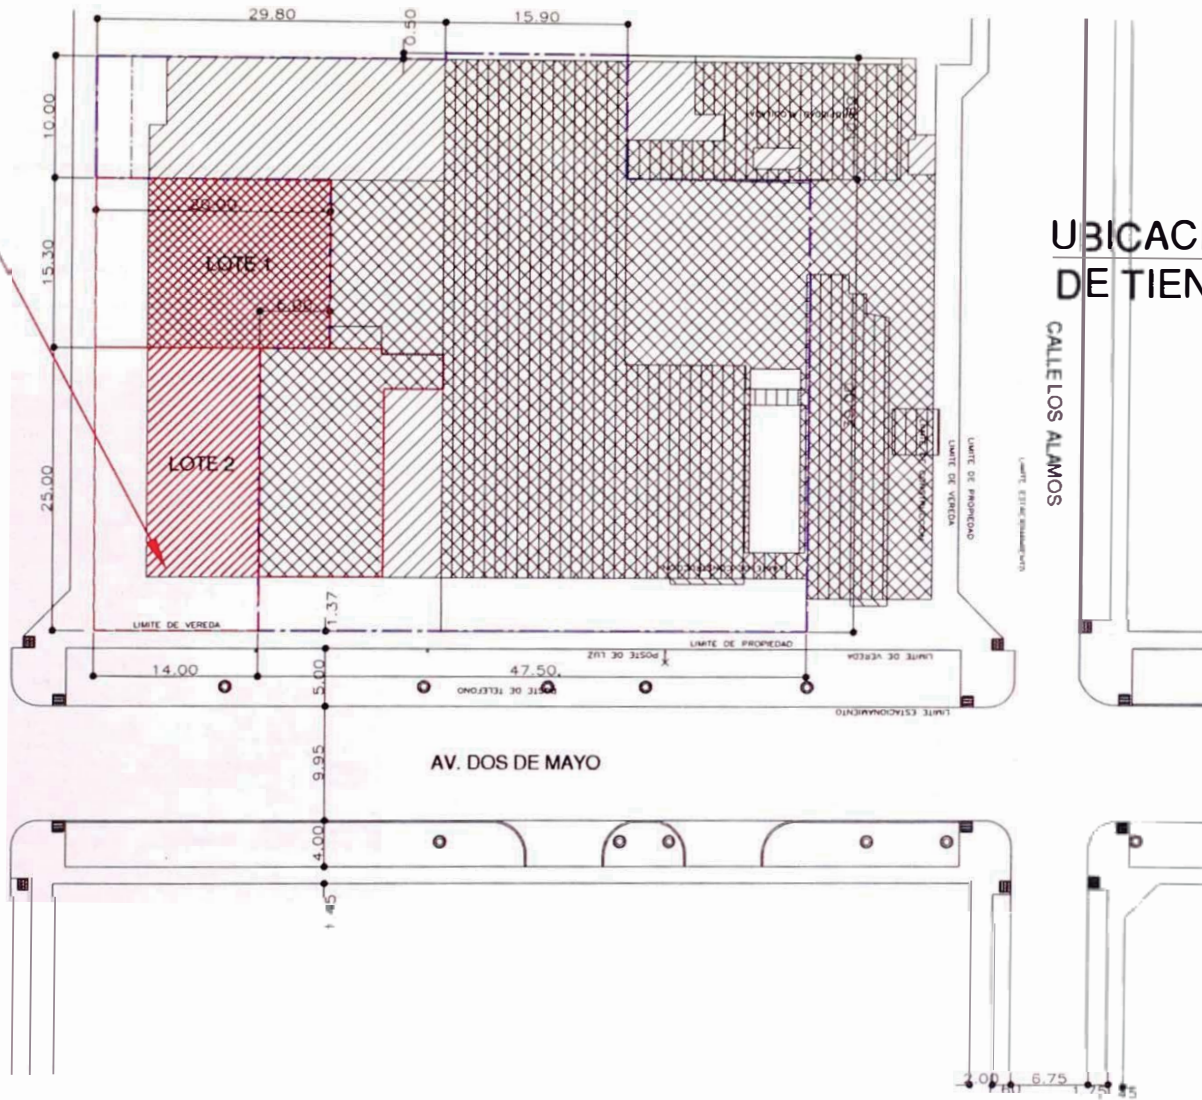 29.80
15.90
0.50
10.00
15.30
LOTE 1
6.00
UBICAC
DE TIEN
CALLE LOS ALAMOS
25.00
LOTE 2
LIMITE DE VEREDA
LIMITE DE PROPIEDAD
1.37
LIMITE DE VEREDA
LIMITE DE PROPIEDAD
POSTE DE LUZ
LIMITE DE VEREDA
14.00
5.00
47.50
POSTE DE TELEFONO
LIMITE ESTACIONAMIENTO
9.95
AV. DOS DE MAYO
4.00
2.00
6.75
1.75